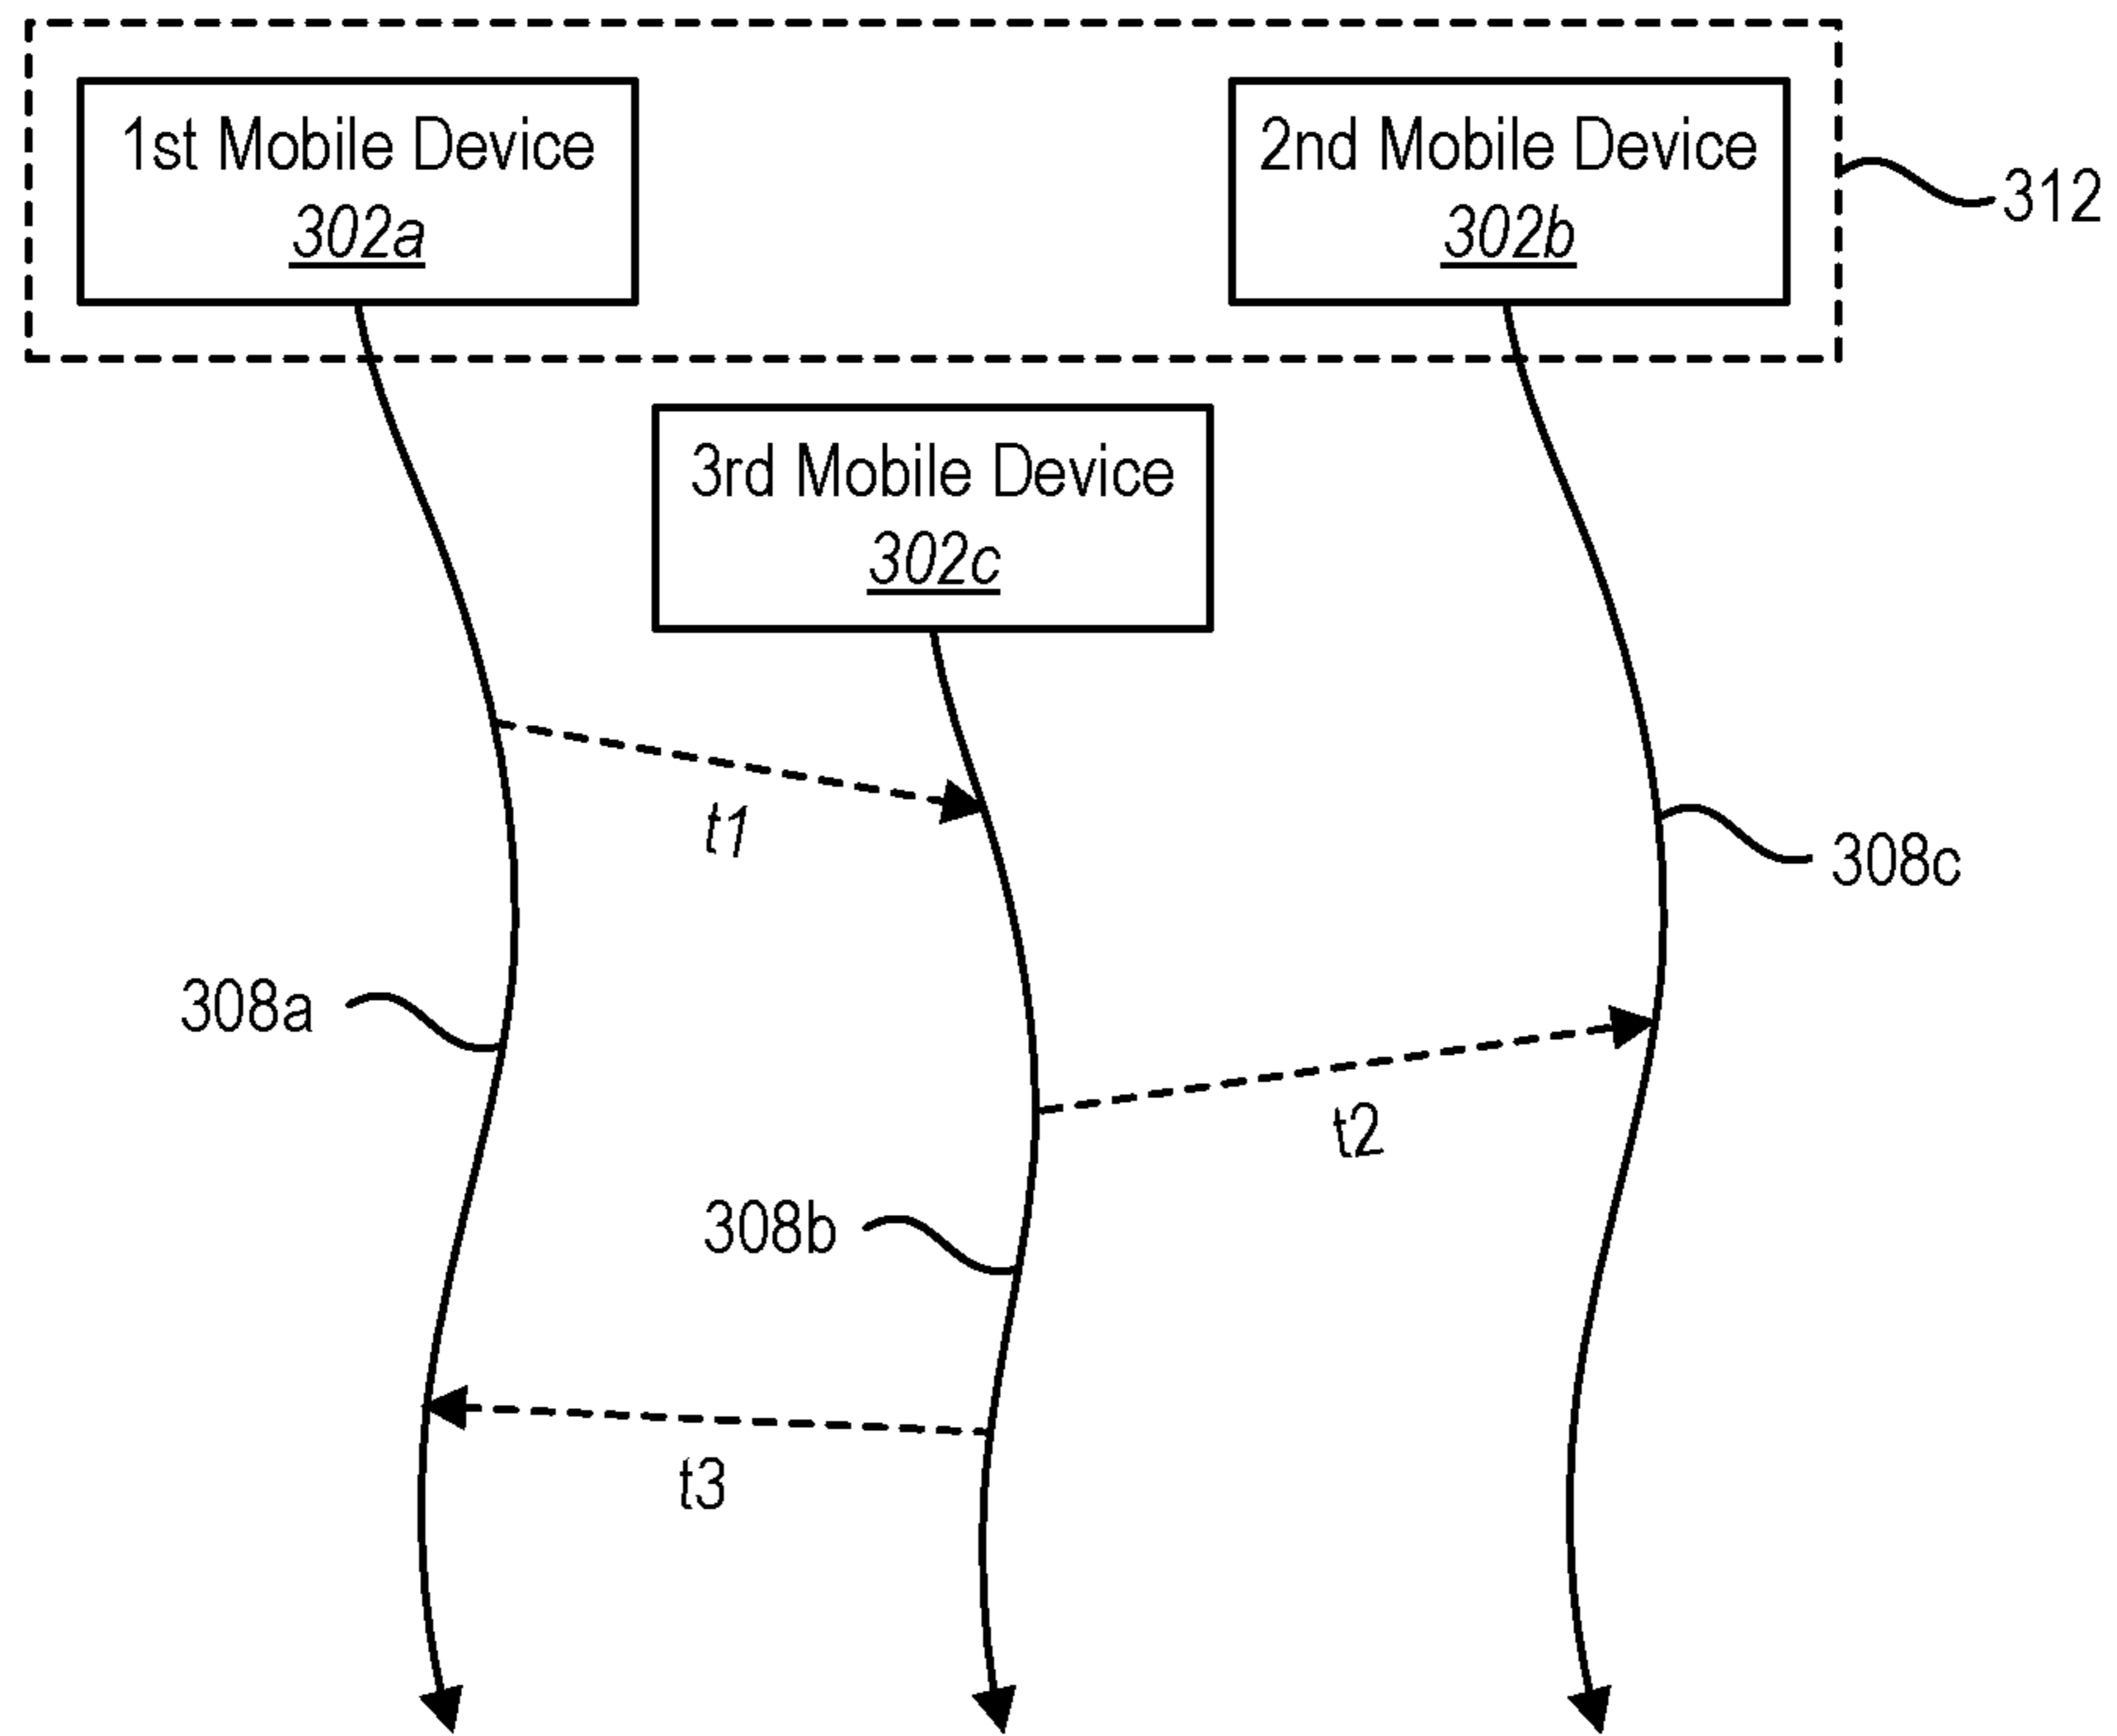 1st Mobile Device
302a
2nd Mobile Device
302b
312
3rd Mobile Device
302c
t1
308c
308a
t2
308b
t3